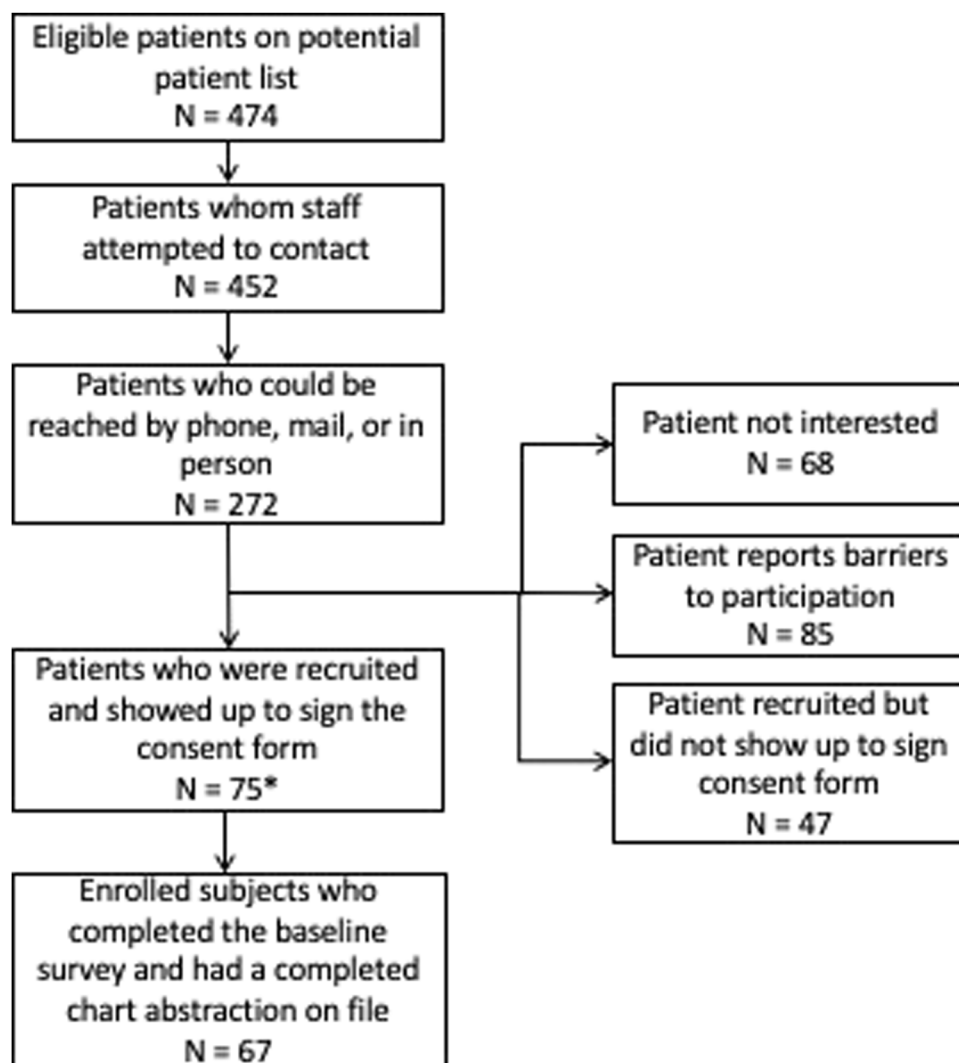 Eligible patients on potential
patient list
N = 474
Patients whom staff
attempted to contact
N = 452
Patients who could be
reached by phone, mail, or in
person
N = 272
Patient not interested
N = 68
Patient reports barriers
to participation
N = 85
Patient recruited but
did not show up to sign
consent form
N = 47
Patients who were recruited
and showed up to sign the
consent form
N = 75*
Enrolled subjects who
completed the baseline
survey and had a completed
chart abstraction on file
N = 67